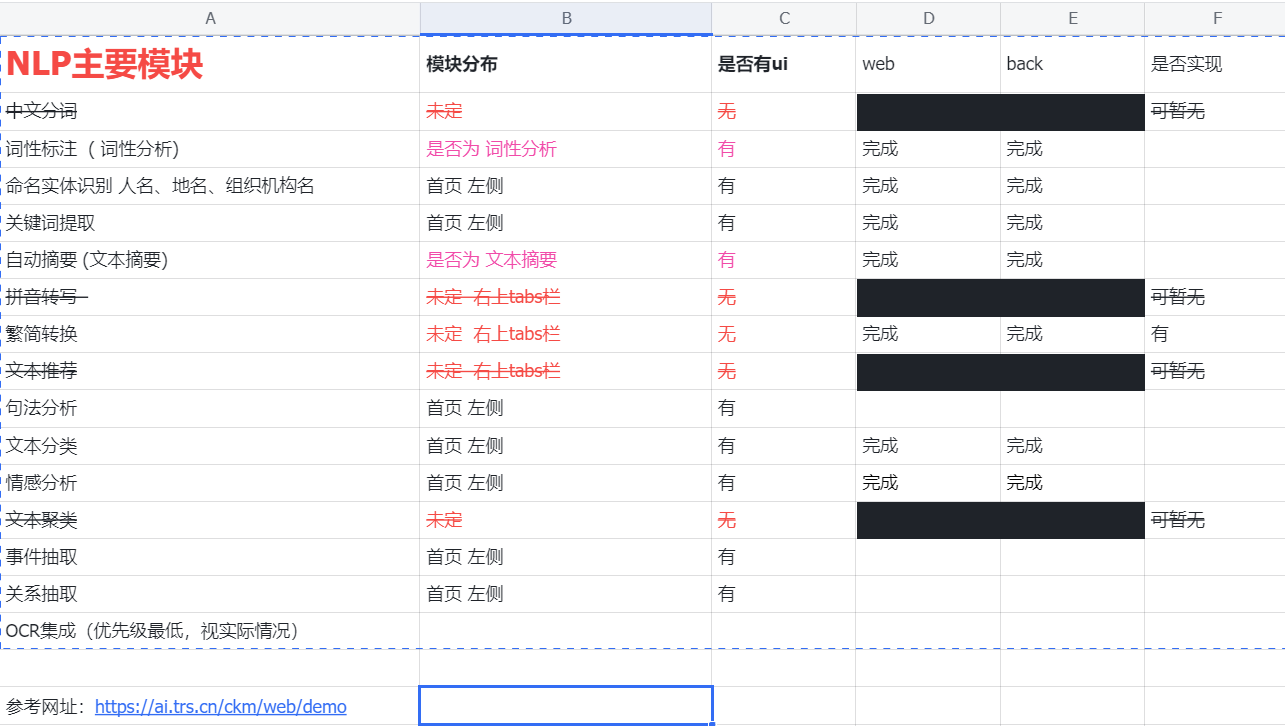 A B C D E F
NLP主要模块 模块分布 是否有ui web back 是否实现
中文分词 未定 无 可暂无
词性标注（ 词性分析) 是否为 词性分析 有 完成 完成
命名实体识别 人名、地名、组织机构名 首页 左侧 有 完成 完成
关键词提取 首页 左侧 有 完成 完成
自动摘要 (文本摘要) 是否为 文本摘要 有 完成 完成
拼音转写 未定 右上tabs栏 无 可暂无
繁简转换 未定 右上tabs栏 无 完成 完成 有
文本推荐 未定 右上tabs栏 无 可暂无
句法分析 首页 左侧 有
文本分类 首页 左侧 有 完成 完成
情感分析 首页 左侧 有 完成 完成
文本聚类 未定 无 可暂无
事件抽取 首页 左侧 有
关系抽取 首页 左侧 有
OCR集成（优先级最低，视实际情况）
参考网址：https://ai.trs.cn/ckm/web/demo